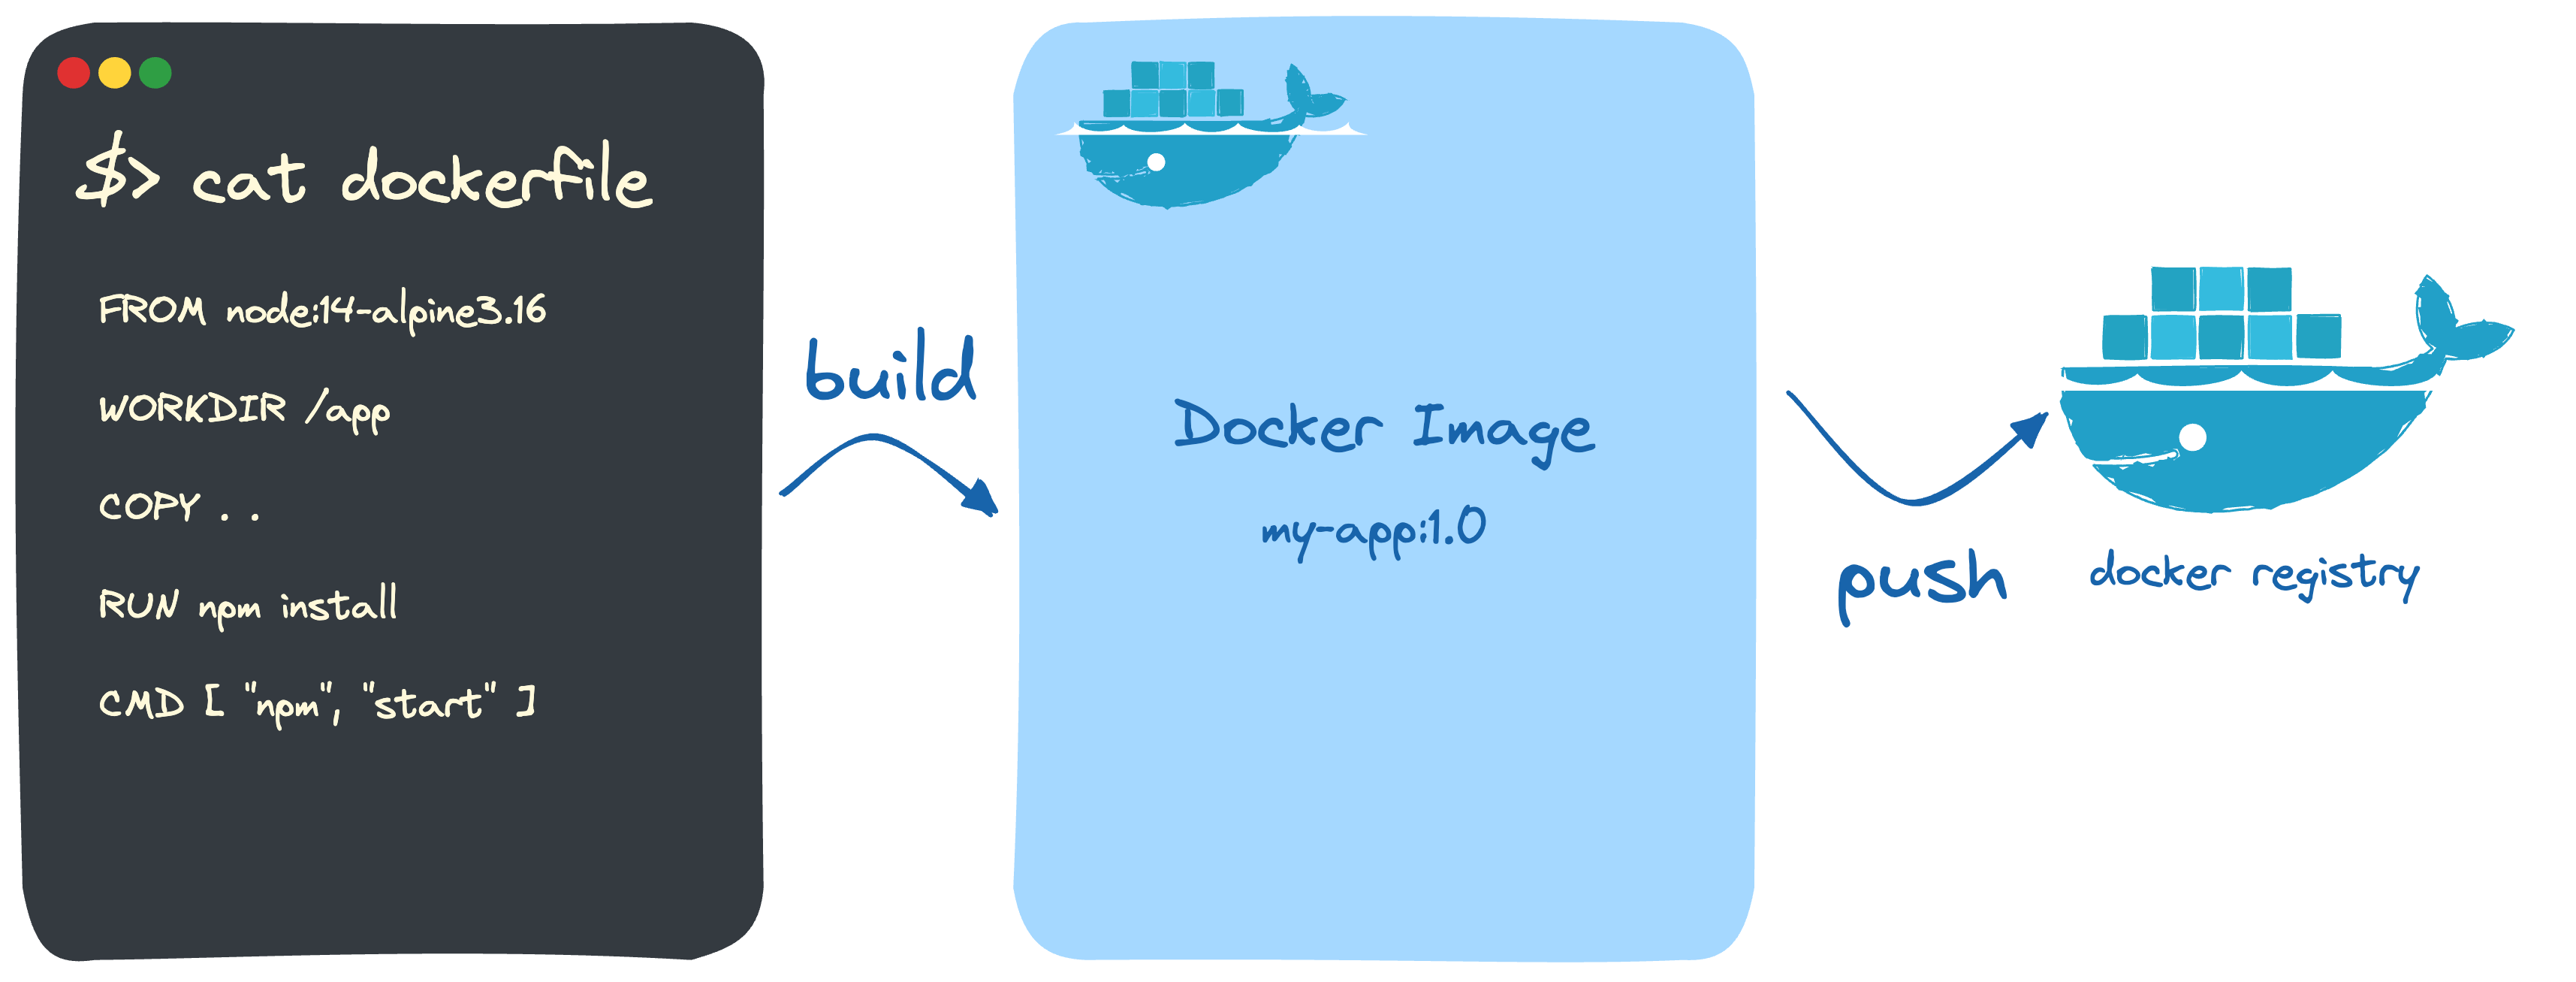 $> cat dockerfile
FROM node:14-alpine3.16
WORKDIR /app
COPY . .
RUN npm install
CMD [ "npm", "start" ]
build
Docker Image
my-app:1.0
push
docker registry